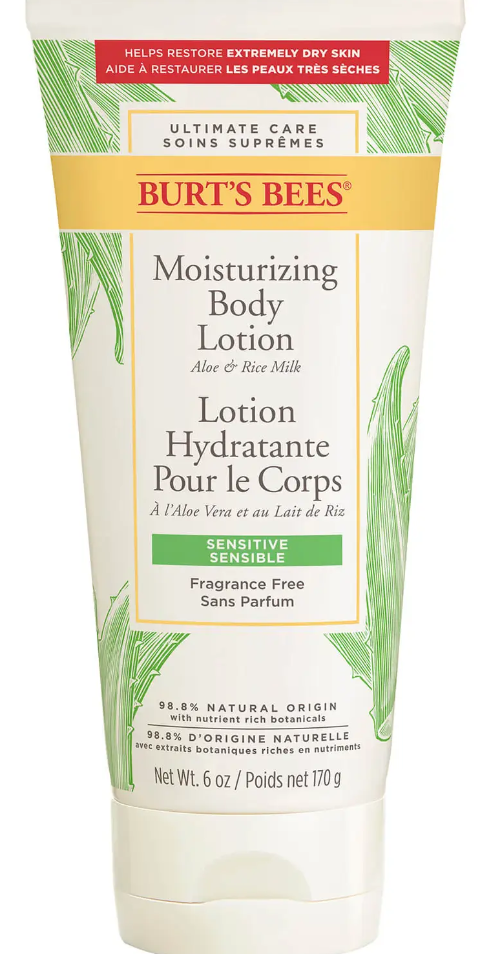 HELPS RESTORE EXTREMELY DRY SKIN
AIDE À RESTAURER LES PEAUX TRÈS SÈCHES
ULTIMATE CARE
SOINS SUPRÊMES
BURT'S BEES®
Moisturizing
Body
Lotion
Aloe & Rice Milk
Lotion
Hydratante
Pour le Corps
À l'Aloe Vera et au Lait de Riz
SENSITIVE
SENSIBLE
Fragrance Free
Sans Parfum
98.8% NATURAL ORIGIN
with nutrient rich botanicals
98.8% D'ORIGINE NATURELLE
avec extraits botaniques riches en nutriments
Net Wt. 6 oz / Poids net 170 g